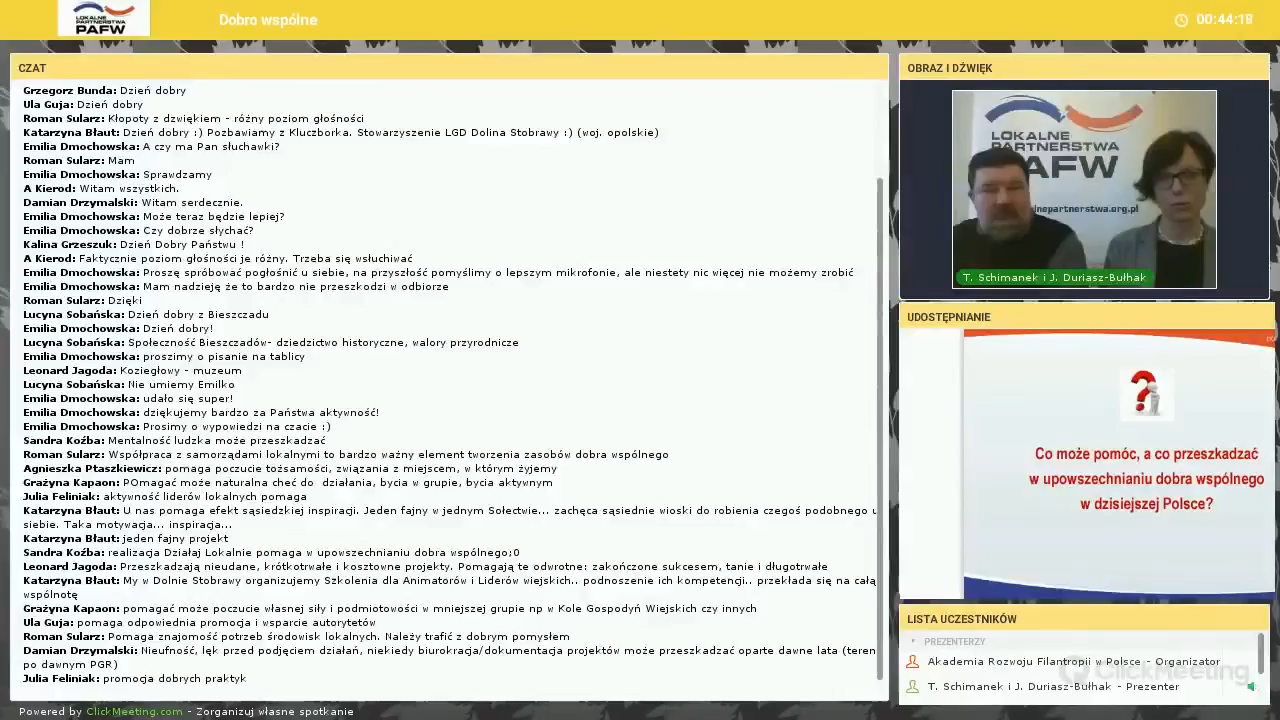 LOKALNE
PARTNERSTWA
PAFW
Dobro wspólne
00:44:18
CZAT
Grzegorz Bunda: Dzień dobry
Ula Guja: Dzień dobry
Roman Sularz: Kłopoty z dzwiękiem - różny poziom głośności
Katarzyna Błaut: Dzień dobry :) Pozbawiamy z Kluczborka. Stowarzyszenie LGD Dolina Stobrawy :) (woj. opolskie)
Emilia Dmochowska: A czy ma Pan słuchawki?
Roman Sularz: Mam
Emilia Dmochowska: Sprawdzamy
A Kierod: Witam wszystkich.
Damian Drzymalski: Witam serdecznie.
Emilia Dmochowska: Może teraz będzie lepiej?
Emilia Dmochowska: Czy dobrze słychać?
Kalina Grzeszuk: Dzień Dobry Państwu !
A Kierod: Faktycznie poziom głośności je różny. Trzeba się wsłuchiwać
Emilia Dmochowska: Proszę spróbować pogłośnić u siebie, na przyszłość pomyślimy o lepszym mikrofonie, ale niestety nic więcej nie możemy zrobić
Emilia Dmochowska: Mam nadzieję że to bardzo nie przeszkodzi w odbiorze
Roman Sularz: Dzięki
Lucyna Sobańska: Dzień dobry z Bieszczadu
Emilia Dmochowska: Dzień dobry!
Lucyna Sobańska: Społeczność Bieszczadów- dziedzictwo historyczne, walory przyrodnicze
Emilia Dmochowska: proszimy o pisanie na tablicy
Leonard Jagoda: Koziegłowy - muzeum
Lucyna Sobańska: Nie umiemy Emilko
Emilia Dmochowska: udało się super!
Emilia Dmochowska: dziękujemy bardzo za Państwa aktywność!
Emilia Dmochowska: Prosimy o wypowiedzi na czacie :)
Sandra Koźba: Mentalność ludzka może przeszkadzać
Roman Sularz: Współpraca z samorządami lokalnymi to bardzo ważny element tworzenia zasobów dobra wspólnego
Agnieszka Ptaszkiewicz: pomaga poczucie tożsamości, związania z miejscem, w którym żyjemy
Grażyna Kapaon: POmagać może naturalna cheć do  działania, bycia w grupie, bycia aktywnym
Julia Feliniak: aktywność liderów lokalnych pomaga
Katarzyna Błaut: U nas pomaga efekt sąsiedzkiej inspiracji. Jeden fajny w jednym Sołectwie... zachęca sąsiednie wioski do robienia czegoś podobnego u
siebie. Taka motywacja... inspiracja...
Katarzyna Błaut: jeden fajny projekt
Sandra Koźba: realizacja Działaj Lokalnie pomaga w upowszechnianiu dobra wspólnego;0
Leonard Jagoda: Przeszkadzają nieudane, krótkotrwałe i kosztowne projekty. Pomagają te odwrotne: zakończone sukcesem, tanie i długotrwałe
Katarzyna Błaut: My w Dolnie Stobrawy organizujemy Szkolenia dla Animatorów i Liderów wiejskich.. podnoszenie ich kompetencji.. przekłada się na całą
wspólnotę
Grażyna Kapaon: pomagać może poczucie własnej siły i podmiotowości w mniejszej grupie np w Kole Gospodyń Wiejskich czy innych
Ula Guja: pomaga odpowiednia promocja i wsparcie autorytetów
Roman Sularz: Pomaga znajomość potrzeb środowisk lokalnych. Należy trafić z dobrym pomysłem
Damian Drzymalski: Nieufność, lęk przed podjęciem działań, niekiedy biurokracja/dokumentacja projektów może przeszkadzać oparte dawne lata (teren
po dawnym PGR)
Julia Feliniak: promocja dobrych praktyk
Powered by ClickMeeting.com - Zorganizuj własne spotkanie
OBRAZ I DŹWIĘK
LOKALNE
PARTNERSTWA
PAFW
lnepartnerstwa.org.pl
T. Schimanek i J. Duriasz-Bułhak
UDOSTĘPNIANIE
Co może pomóc, a co przeszkadzać
w upowszechnianiu dobra wspólnego
w dzisiejszej Polsce?
LISTA UCZESTNIKÓW
PREZENTERZY
Akademia Rozwoju Filantropii w Polsce - Organizator
T. Schimanek i J. Duriasz-Bułhak - Prezenter
ClickMeeting